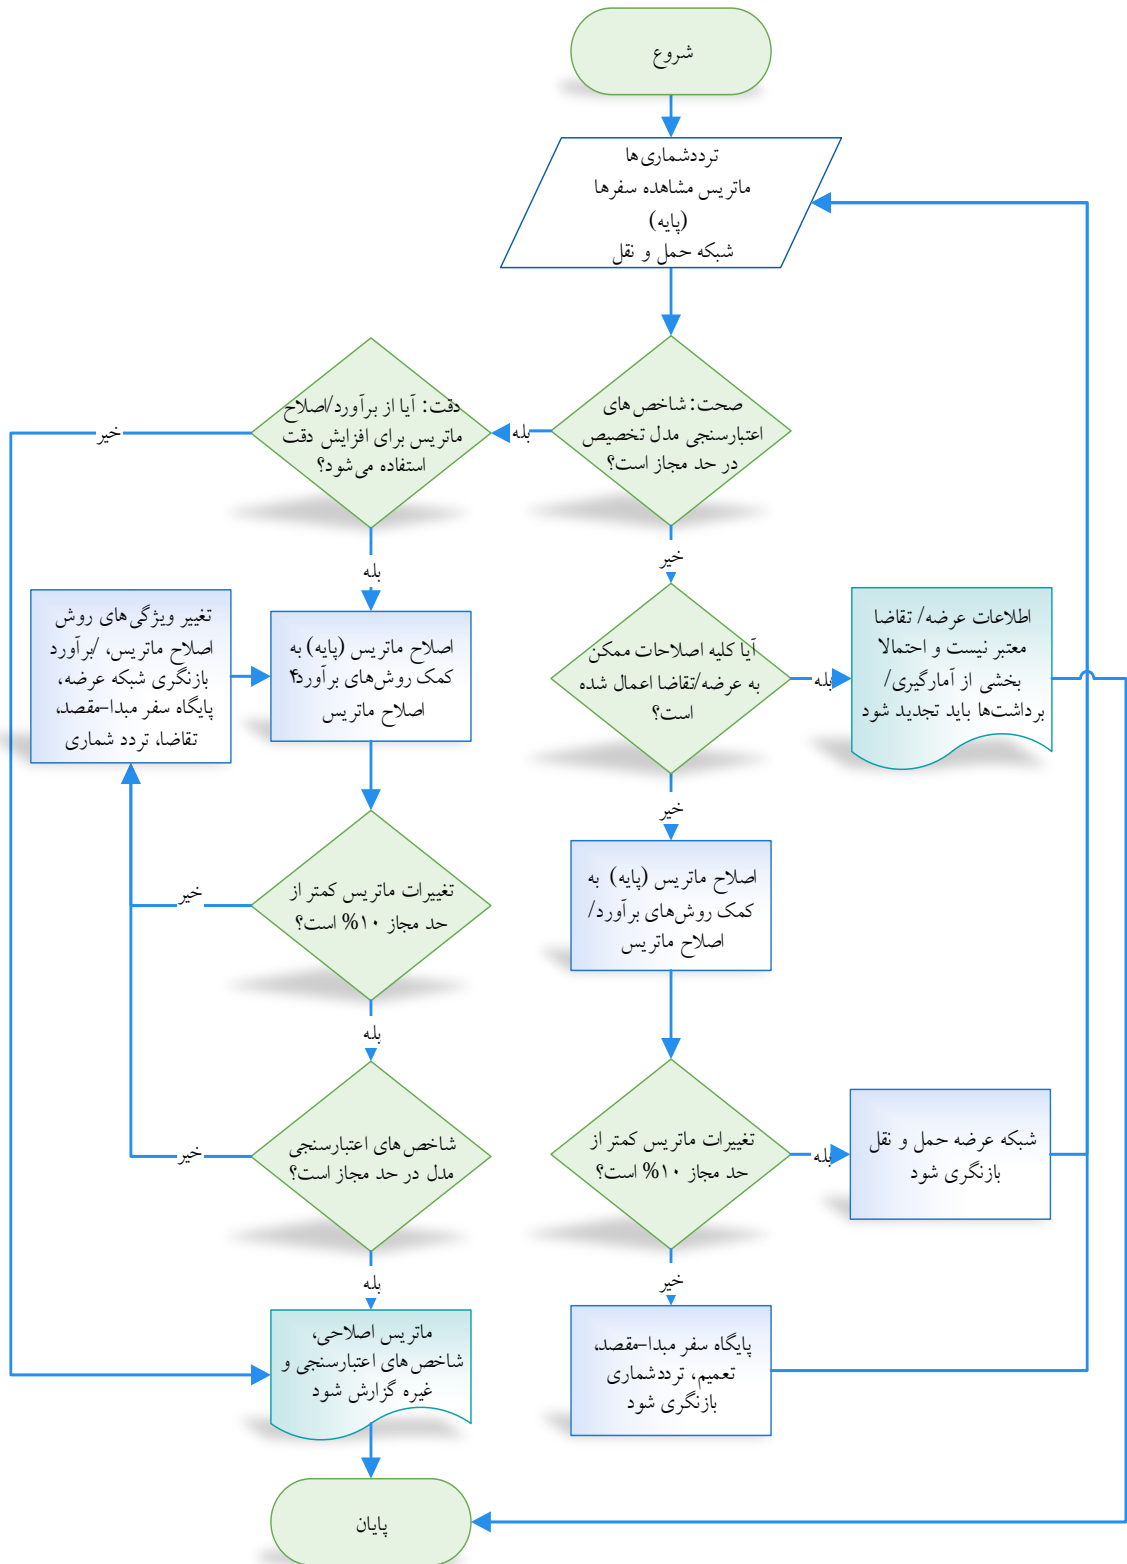 شروع
ترددشماری‌ها
ماتریس مشاهده سفرها
(پایه)
شبکه حمل و نقل
صحت: شاخص‌های
اعتبارسنجی مدل تخصیص
در حد مجاز است؟
بله
دقت: آیا از برآورد/اصلاح
ماتریس برای افزایش دقت
استفاده می‌شود؟
خیر
خیر
بله
آیا کلیه اصلاحات ممکن
به عرضه/تقاضا اعمال شده
است؟
بله
اطلاعات عرضه/ تقاضا
معتبر نیست و احتمالا
بخشی از آمارگیری/
برداشت‌ها باید تجدید شود
اصلاح ماتریس (پایه) به
کمک روش‌های برآورد۴
اصلاح ماتریس
تغییر ویژگی‌های روش
اصلاح ماتریس، /برآورد
بازنگری شبکه عرضه،
پایگاه سفر مبدا-مقصد،
تقاضا، تردد شماری
خیر
اصلاح ماتریس (پایه) به
کمک روش‌های برآورد/
اصلاح ماتریس
تغییرات ماتریس کمتر از
حد مجاز ۱۰% است؟
خیر
بله
تغییرات ماتریس کمتر از
حد مجاز ۱۰% است؟
بله
شبکه عرضه حمل و نقل
بازنگری شود
شاخص‌های اعتبارسنجی
مدل در حد مجاز است؟
خیر
بله
خیر
پایگاه سفر مبدا-مقصد،
تعمیم، ترددشماری
بازنگری شود
ماتریس اصلاحی،
شاخص‌های اعتبارسنجی و
غیره گزارش شود
پایان